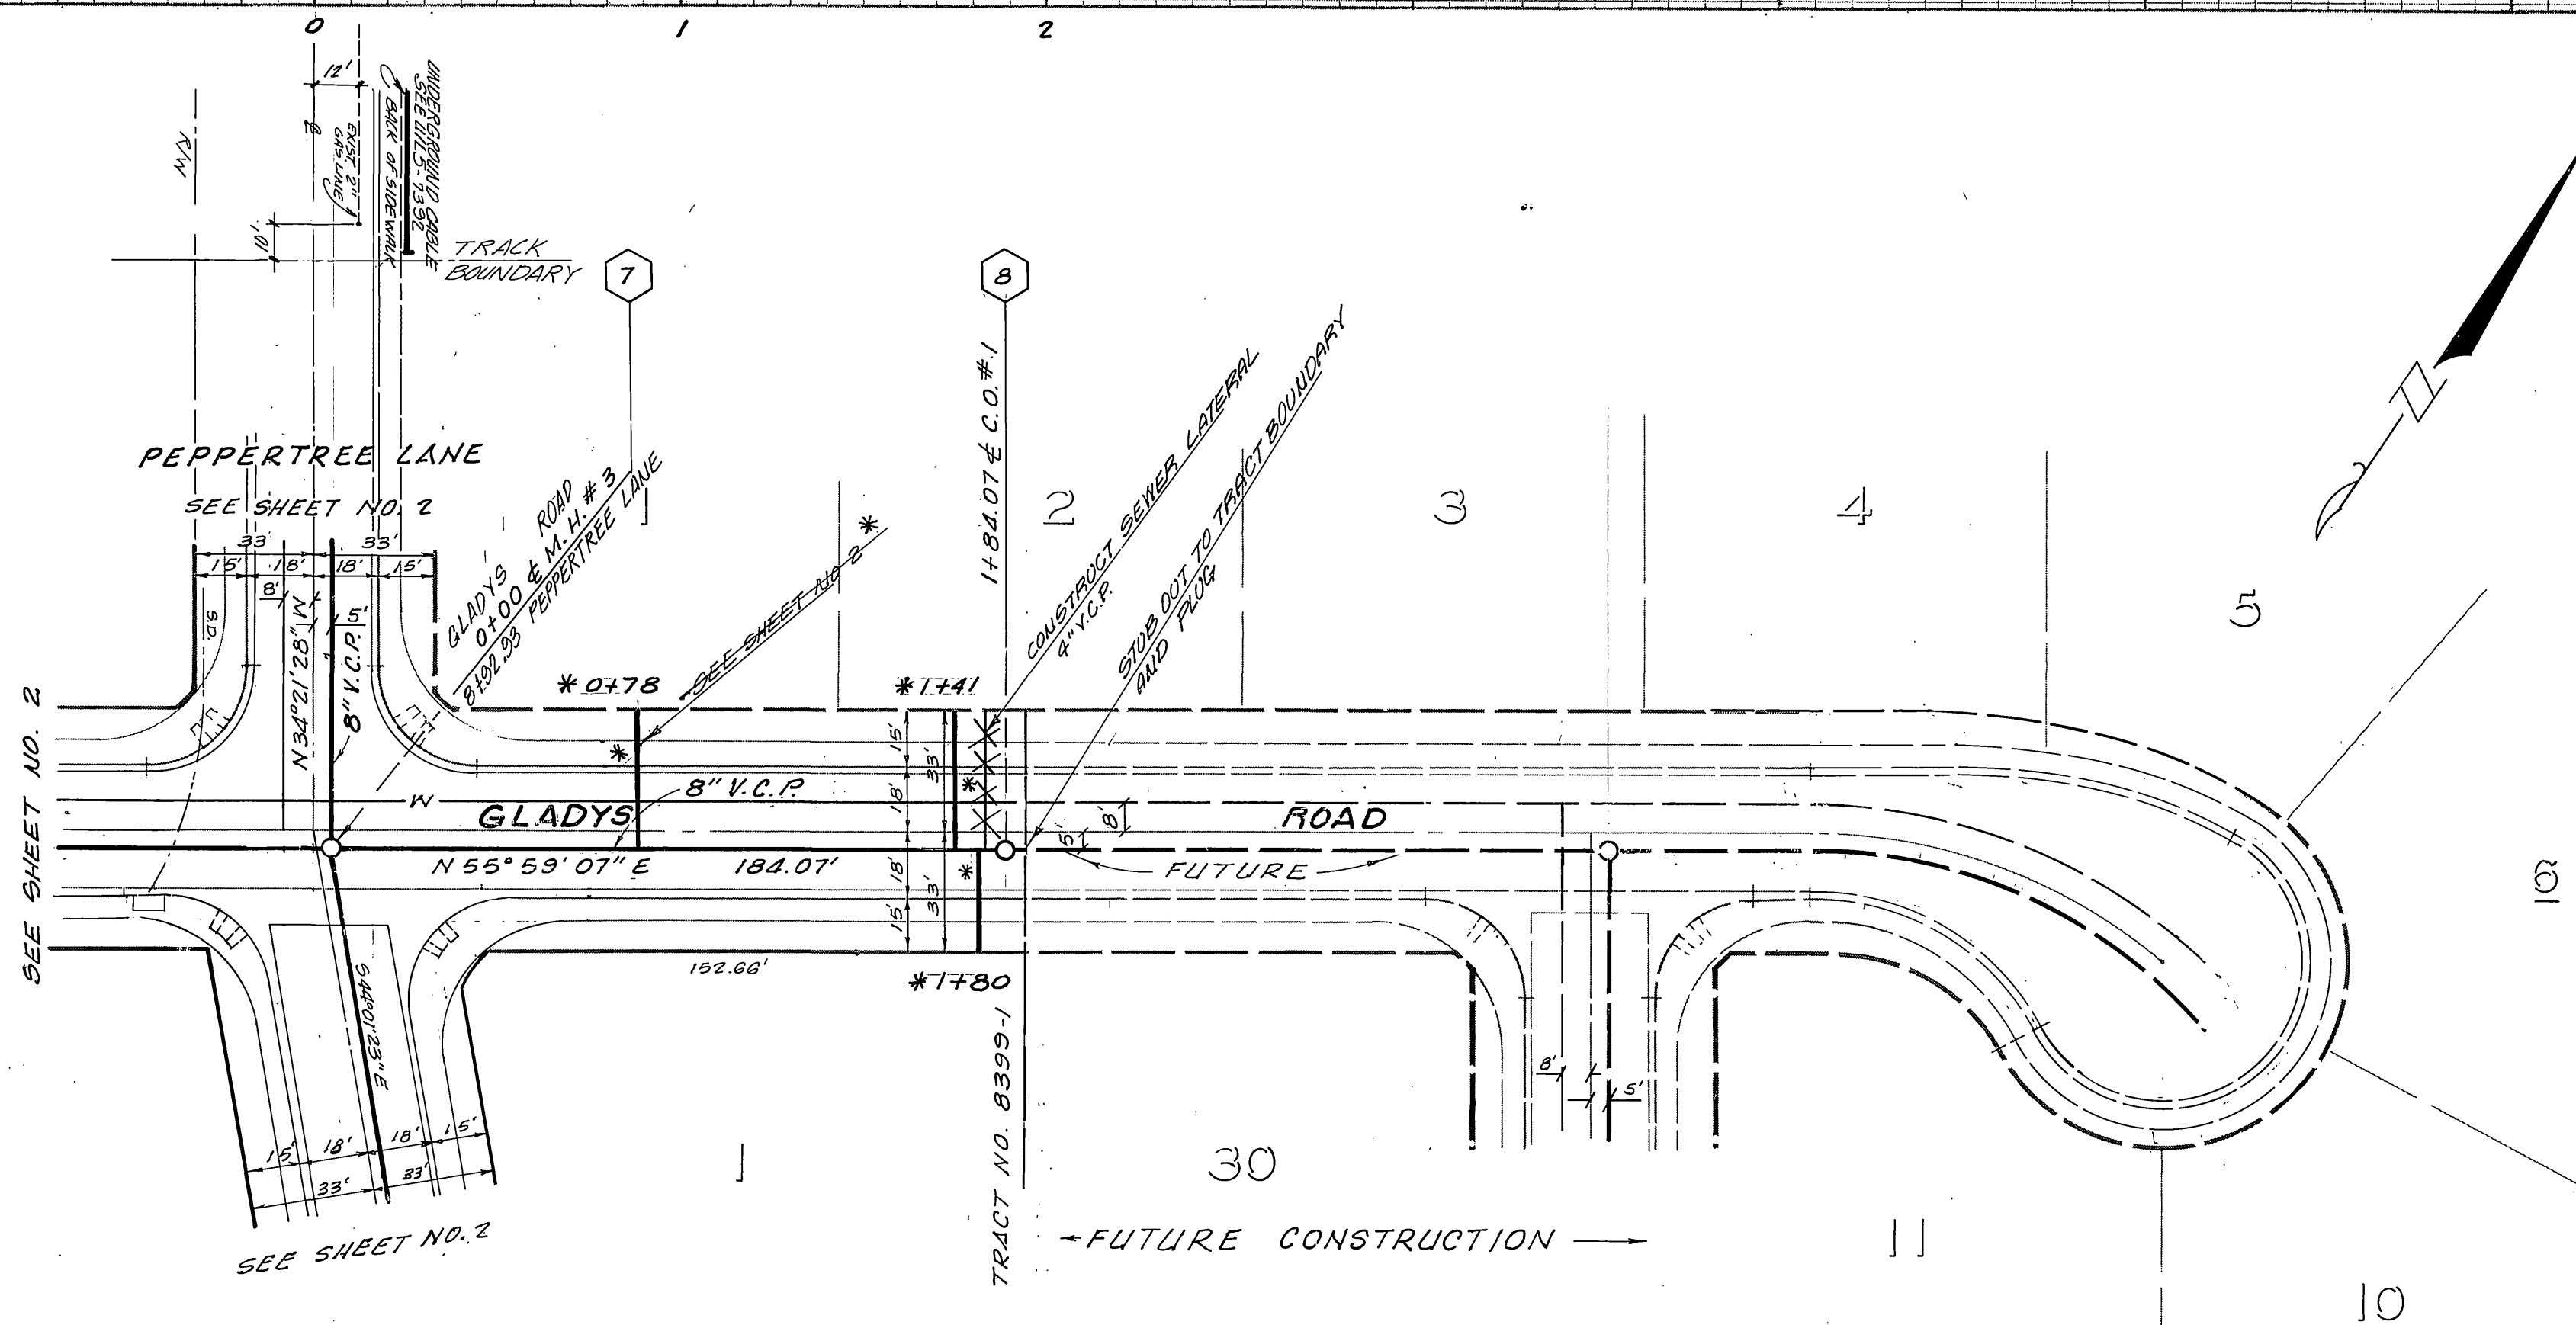 0 1 2
12'
R/W
℄
EXIST. 2"
GAS LINE
BACK OF SIDEWALK
UNDERGROUND CABLE
10'
TRACK
BOUNDARY
7
8
PEPPERTREE LANE
SEE SHEET NO. 2
33' 33'
15' 18' 18' 15'
8'
5'
S.D.
N34°21'28"W
8" V.C.P.
GLADYS ROAD
0+00 ℄ M.H. #3
8+92.93 PEPPERTREE LANE
1
SEE SHEET NO 2 *
1+84.07 ℄ C.O. #1
2
CONSTRUCT SEWER LATERAL
4" V.C.P.
STUB OUT TO TRACT BOUNDARY
AND PLUG
3
4
5
6
N
SEE SHEET NO. 2
*0+78
*1+41
*
*
*
15'
18'
33'
18'
15'
33'
W
8" V.C.P.
GLADYS ROAD
8'
5'
N 55°59'07" E 184.07'
FUTURE
152.66'
*1+80
S44°01'23"E
15' 18' 18' 15'
33' 33'
SEE SHEET NO. 2
1
TRACT NO. 8399-1
30
8'
5'
←FUTURE CONSTRUCTION→
11
10